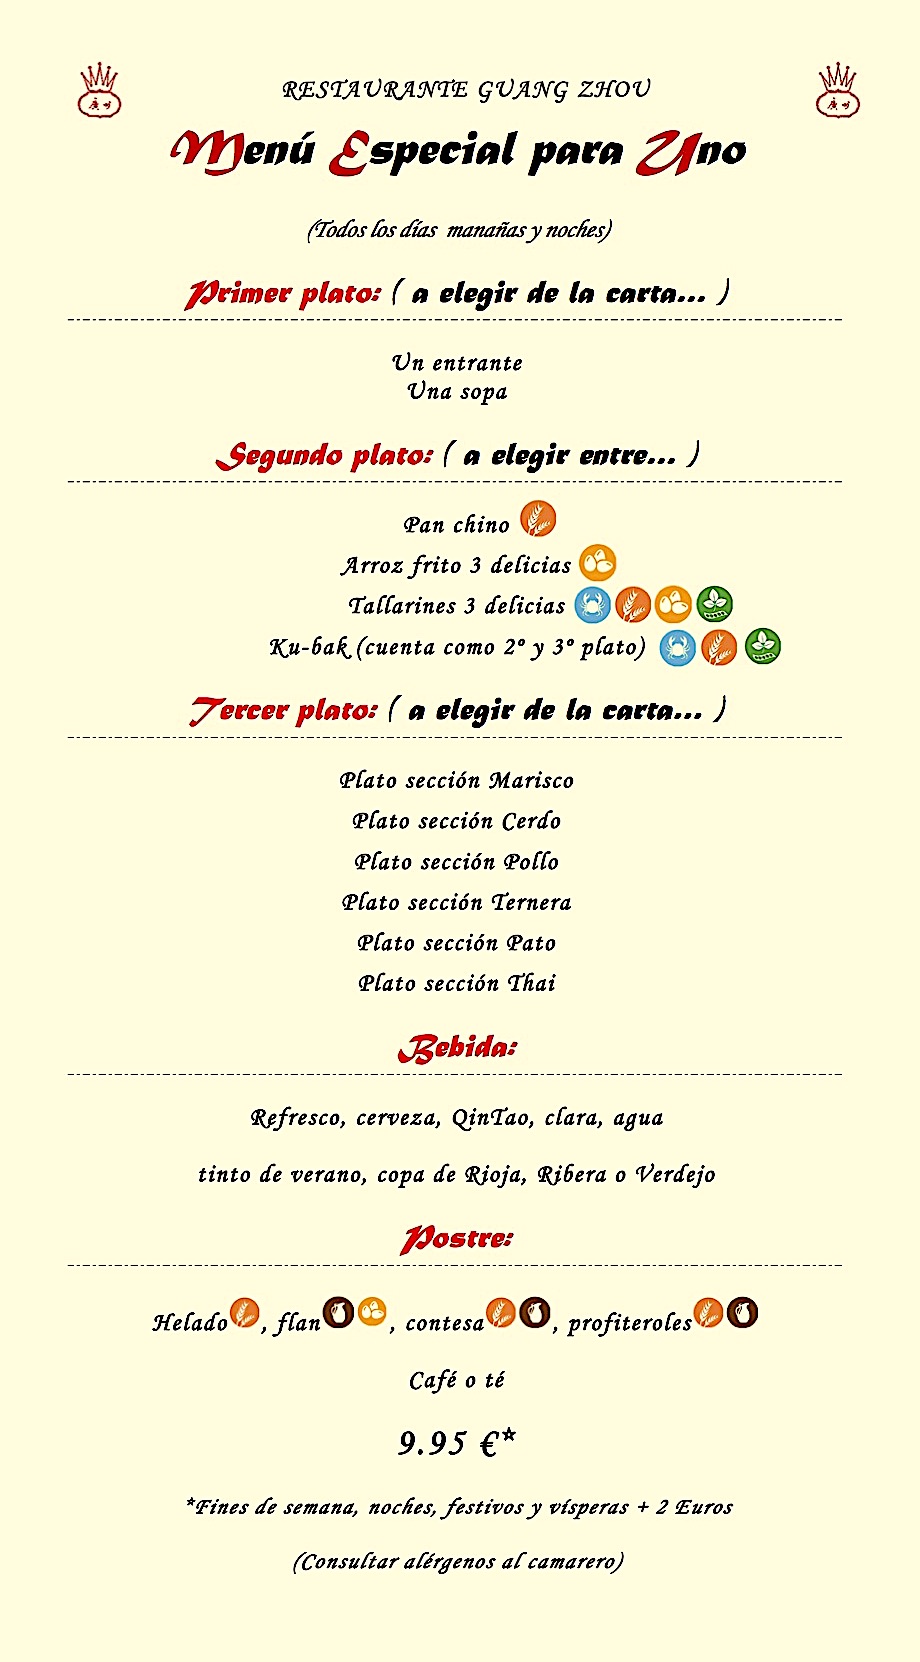 RESTAURANTE GUANG ZHOU
Menú Especial para Uno
(Todos los días manañas y noches)
Primer plato: ( a elegir de la carta... )
Un entrante
Una sopa
Segundo plato: ( a elegir entre... )
Pan chino
Arroz frito 3 delicias
Tallarines 3 delicias
Ku-bak (cuenta como 2º y 3º plato)
Tercer plato: ( a elegir de la carta... )
Plato sección Marisco
Plato sección Cerdo
Plato sección Pollo
Plato sección Ternera
Plato sección Pato
Plato sección Thai
Bebida:
Refresco, cerveza, QinTao, clara, agua
tinto de verano, copa de Rioja, Ribera o Verdejo
Postre:
Helado, flan, contesa, profiteroles
Café o té
9.95 €*
*Fines de semana, noches, festivos y vísperas + 2 Euros
(Consultar alérgenos al camarero)